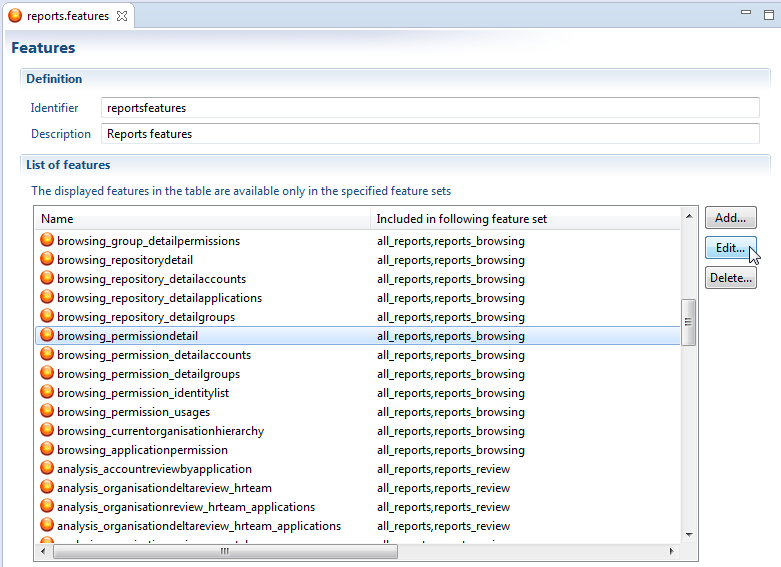 reports.features
Features
Definition
Identifier reportsfeatures
Description Reports features
List of features
The displayed features in the table are available only in the specified feature sets
Name Included in following feature set
Add...
browsing_group_detailpermissions all_reports,reports_browsing
Edit...
browsing_repositorydetail all_reports,reports_browsing
browsing_repository_detailaccounts all_reports,reports_browsing
Delete...
browsing_repository_detailapplications all_reports,reports_browsing
browsing_repository_detailgroups all_reports,reports_browsing
browsing_permissiondetail all_reports,reports_browsing
browsing_permission_detailaccounts all_reports,reports_browsing
browsing_permission_detailgroups all_reports,reports_browsing
browsing_permission_identitylist all_reports,reports_browsing
browsing_permission_usages all_reports,reports_browsing
browsing_currentorganisationhierarchy all_reports,reports_browsing
browsing_applicationpermission all_reports,reports_browsing
analysis_accountreviewbyapplication all_reports,reports_review
analysis_organisationdeltareview_hrteam all_reports,reports_review
analysis_organisationreview_hrteam_applications all_reports,reports_review
analysis_organisationdeltareview_hrteam_applications all_reports,reports_review